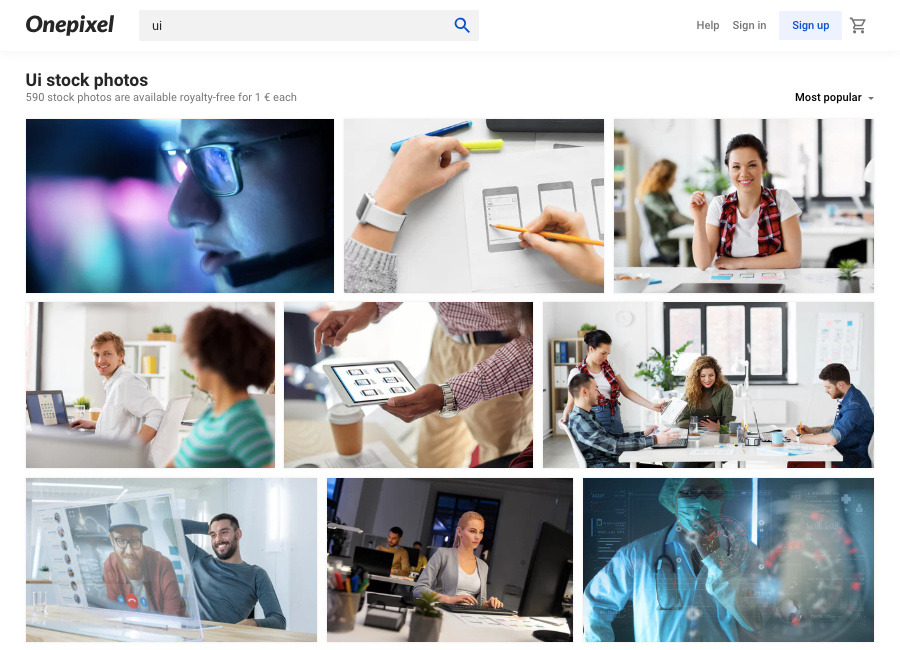 Onepixel
ui
Help Sign in Sign up
Ui stock photos
590 stock photos are available royalty-free for 1 € each
Most popular